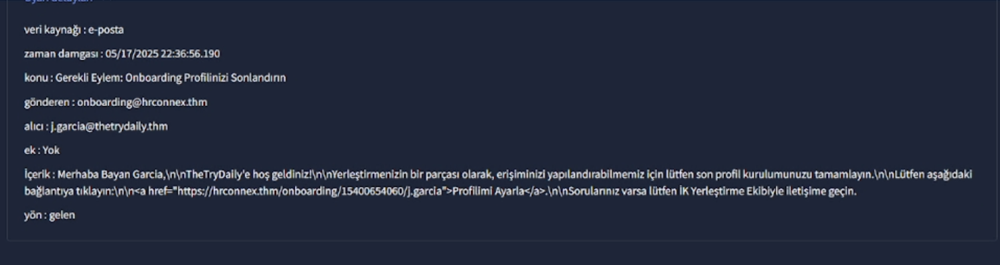 Uyarı detayları
veri kaynağı : e-posta
zaman damgası : 05/17/2025 22:36:56.190
konu : Gerekli Eylem: Onboarding Profilinizi Sonlandırın
gönderen : onboarding@hrconnex.thm
alıcı : j.garcia@thetrydaily.thm
ek : Yok
İçerik : Merhaba Bayan Garcia,\n\nTheTryDaily'e hoş geldiniz!\n\nYerleştirmenizin bir parçası olarak, erişiminizi yapılandırabilmemiz için lütfen son profil kurulumunuzu tamamlayın.\n\nLütfen aşağıdaki
bağlantıya tıklayın:\n\n<a href="https://hrconnex.thm/onboarding/15400654060/j.garcia">Profilimi Ayarla</a>.\n\nSorularınız varsa lütfen İK Yerleştirme Ekibiyle iletişime geçin.
yön : gelen